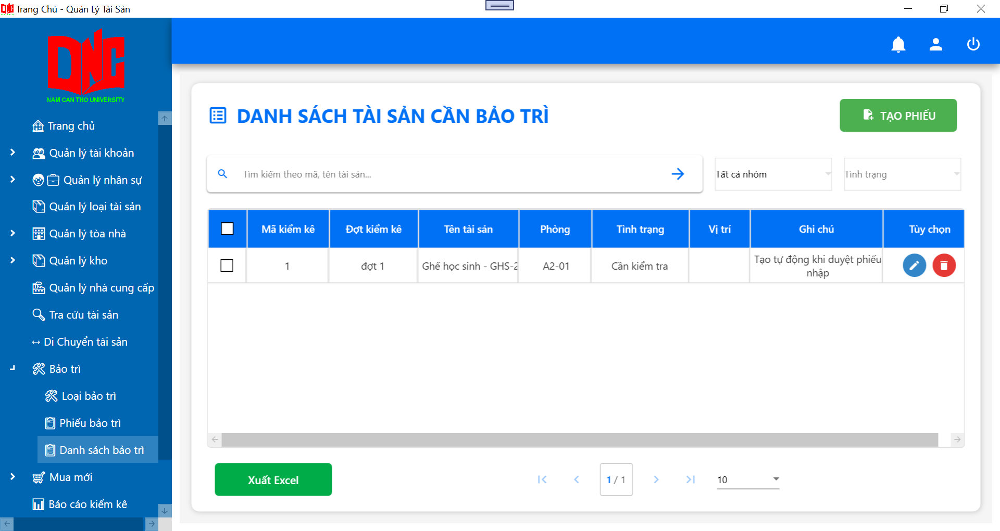 Trang Chủ - Quản Lý Tài Sản
DNC
NAM CAN THO UNIVERSITY
Trang chủ
Quản lý tài khoản
Quản lý nhân sự
Quản lý loại tài sản
Quản lý tòa nhà
Quản lý kho
Quản lý nhà cung cấp
Tra cứu tài sản
Di Chuyển tài sản
Bảo trì
Loại bảo trì
Phiếu bảo trì
Danh sách bảo trì
Mua mới
Báo cáo kiểm kê
DANH SÁCH TÀI SẢN CẦN BẢO TRÌ
TẠO PHIẾU
Tìm kiếm theo mã, tên tài sản...
Tất cả nhóm
Tình trạng
Mã kiểm kê Đợt kiểm kê Tên tài sản Phòng Tình trạng Vị trí Ghi chú Tùy chọn
1 đợt 1 Ghế học sinh - GHS-2 A2-01 Cần kiểm tra Tạo tự động khi duyệt phiếu
nhập
Xuất Excel
1 / 1
10